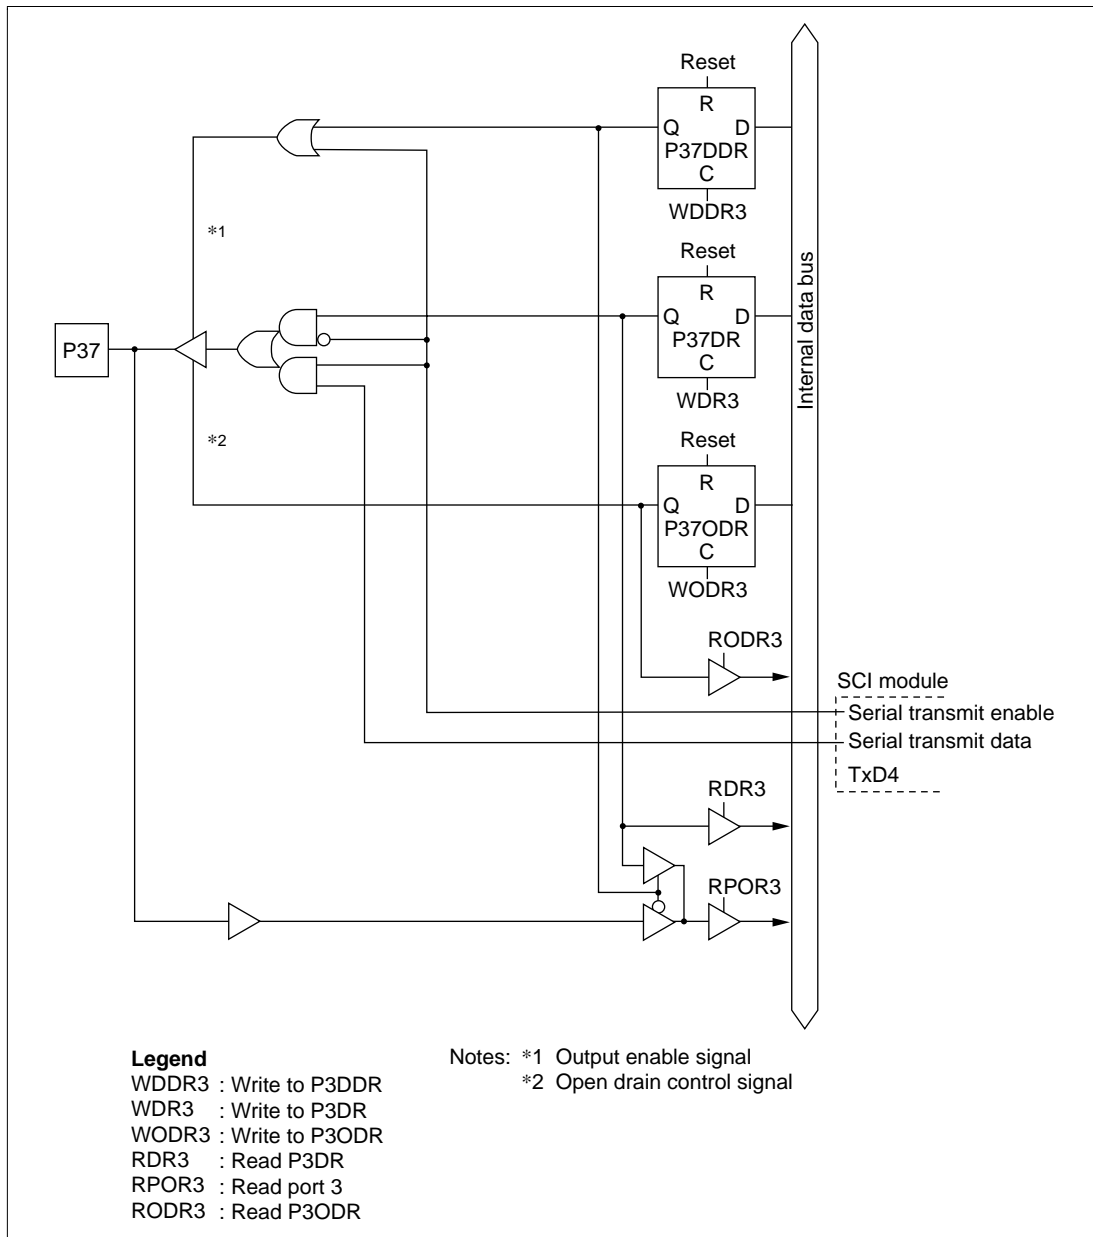 Reset
R
Q D
P37DDR
C
WDDR3
*1
Reset
R
Q D
P37DR
C
WDR3
Internal data bus
P37
*2
Reset
R
Q D
P37ODR
C
WODR3
RODR3
SCI module
Serial transmit enable
Serial transmit data
TxD4
RDR3
RPOR3
Legend
WDDR3 : Write to P3DDR
WDR3 : Write to P3DR
WODR3 : Write to P3ODR
RDR3 : Read P3DR
RPOR3 : Read port 3
RODR3 : Read P3ODR
Notes: *1 Output enable signal
*2 Open drain control signal